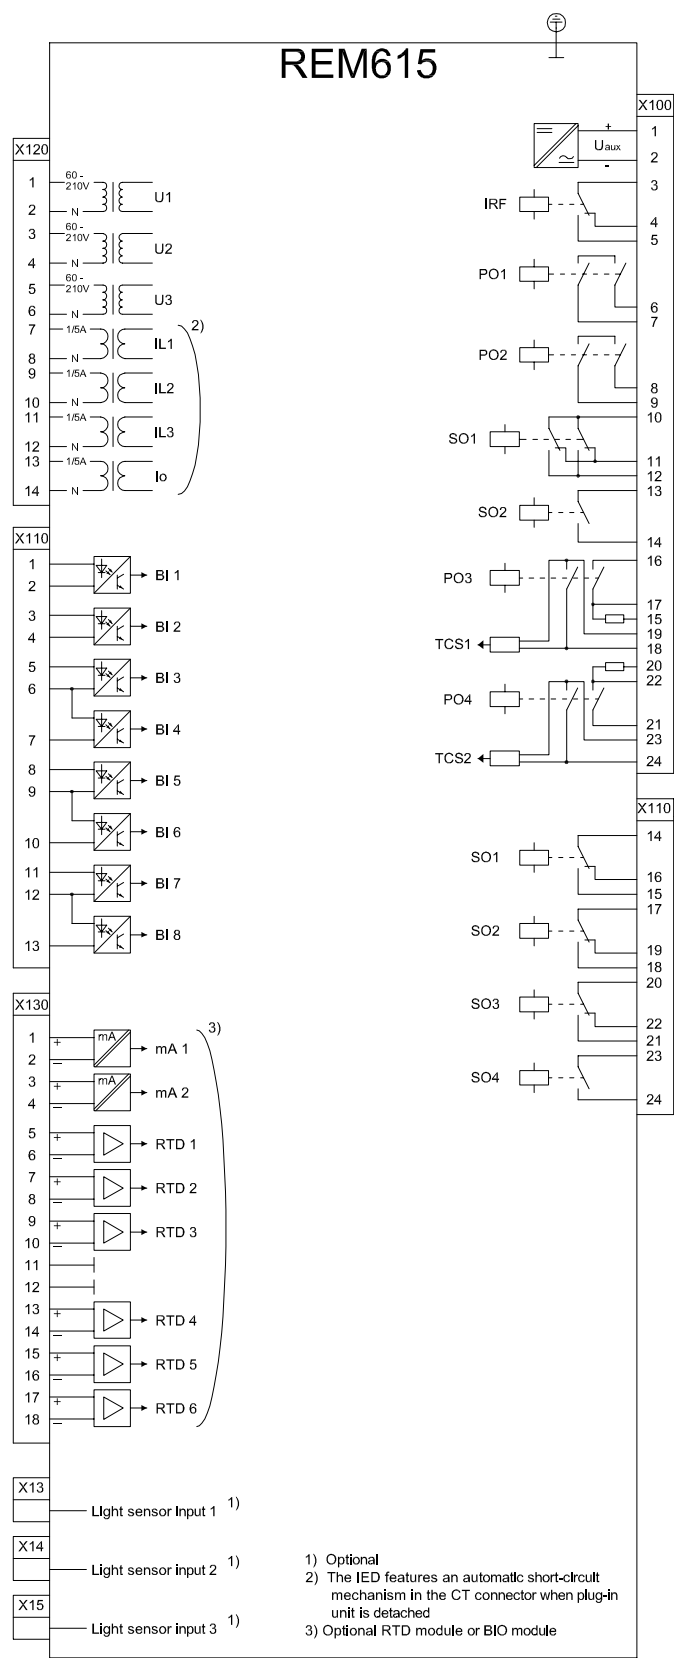 REM615
X120
1 60 - 210V U1
2 N
3 60 - 210V U2
4 N
5 60 - 210V U3
6 N
7 1/5A IL1 2)
8 N
9 1/5A IL2
10 N
11 1/5A IL3
12 N
13 1/5A Io
14 N
X110
1
2 BI 1
3
4 BI 2
5 BI 3
6
7 BI 4
8 BI 5
9
10 BI 6
11 BI 7
12
13 BI 8
X130
1 + mA mA 1 3)
2 –
3 + mA mA 2
4 –
5 + RTD 1
6 –
7 + RTD 2
8 –
9 + RTD 3
10 –
11
12
13 + RTD 4
14 –
15 + RTD 5
16 –
17 + RTD 6
18 –
X13
Light sensor input 1 1)
X14
Light sensor input 2 1)
X15
Light sensor input 3 1)
X100
+ 1
Uaux
- 2
IRF 3
4
5
PO1
6
7
PO2
8
9
10
SO1
11
12
SO2 13
14
PO3 16
17
15
19
TCS1 18
20
22
PO4
21
23
TCS2 24
X110
14
SO1
16
15
17
SO2
19
18
20
SO3
22
21
23
SO4
24
1) Optional
2) The IED features an automatic short-circuit
mechanism in the CT connector when plug-in
unit is detached
3) Optional RTD module or BIO module